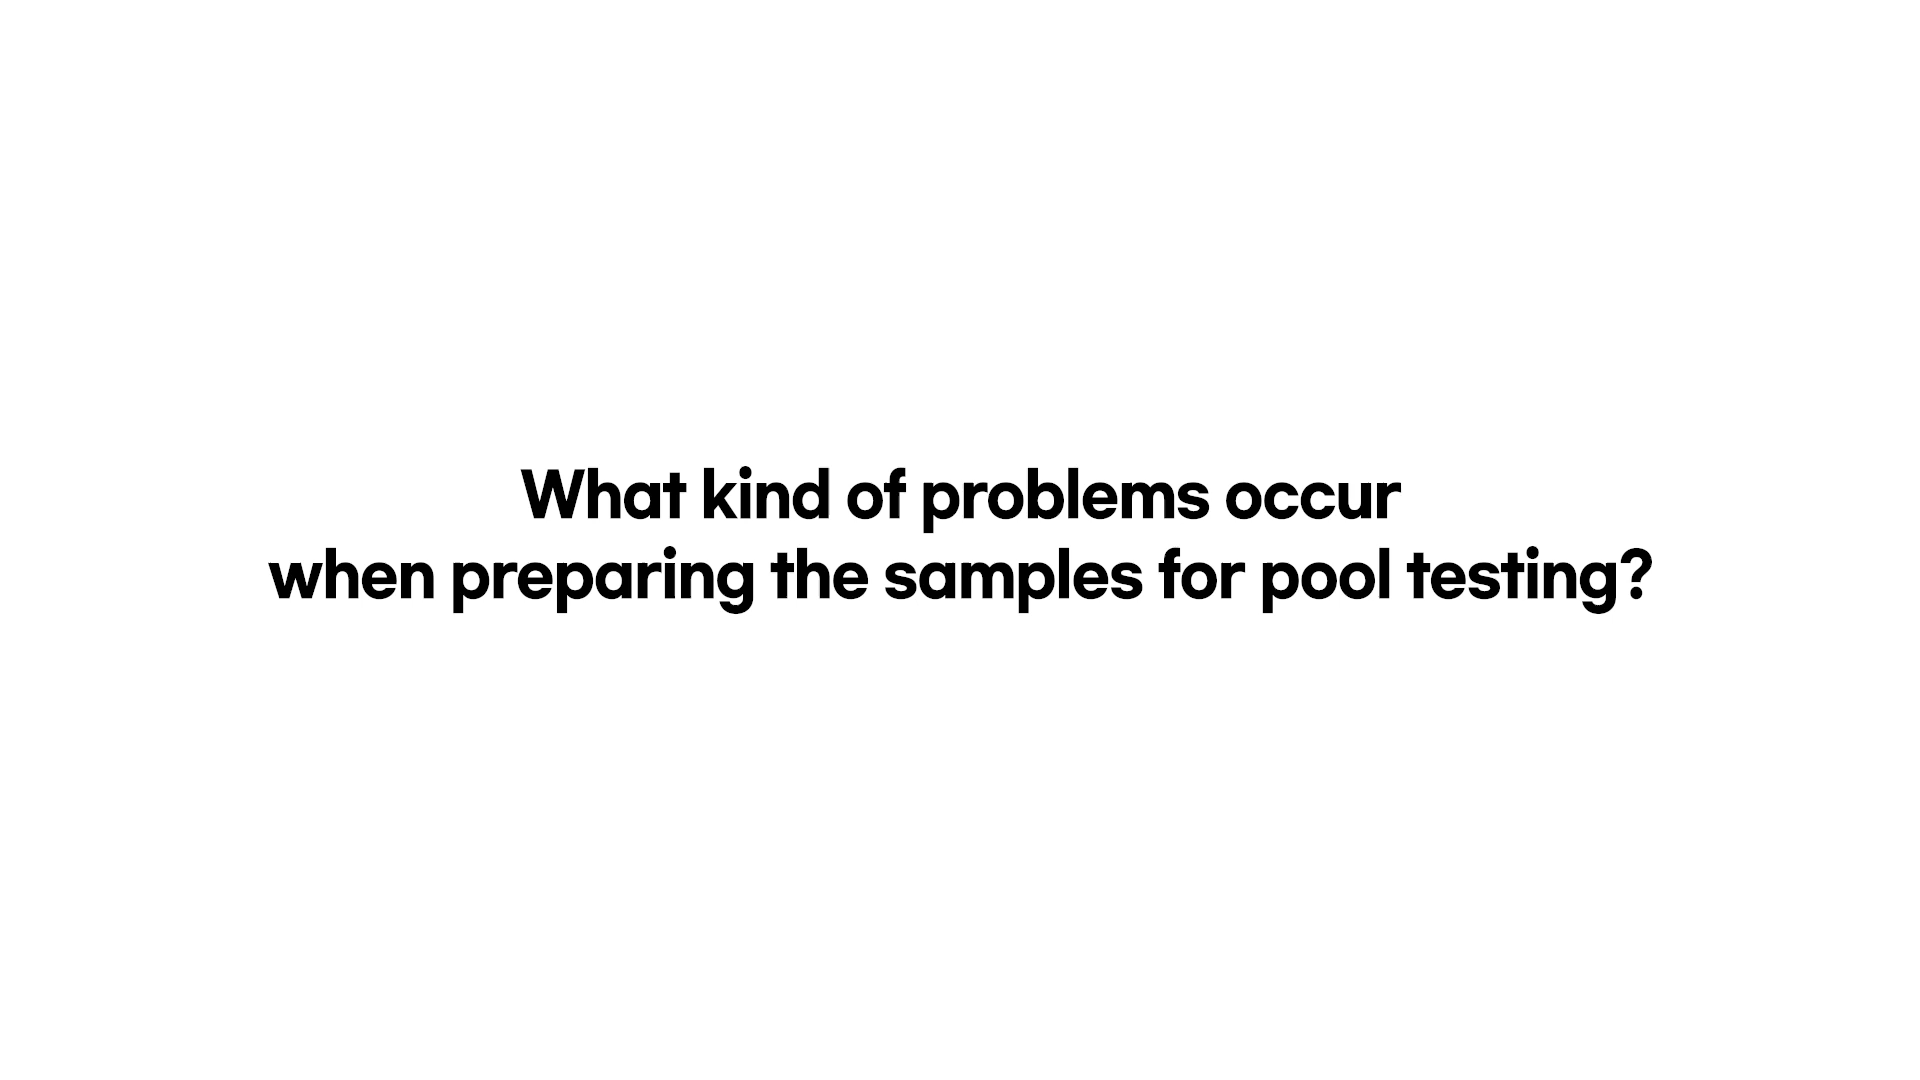 What kind of problems occur
when preparing the samples for pool testing?